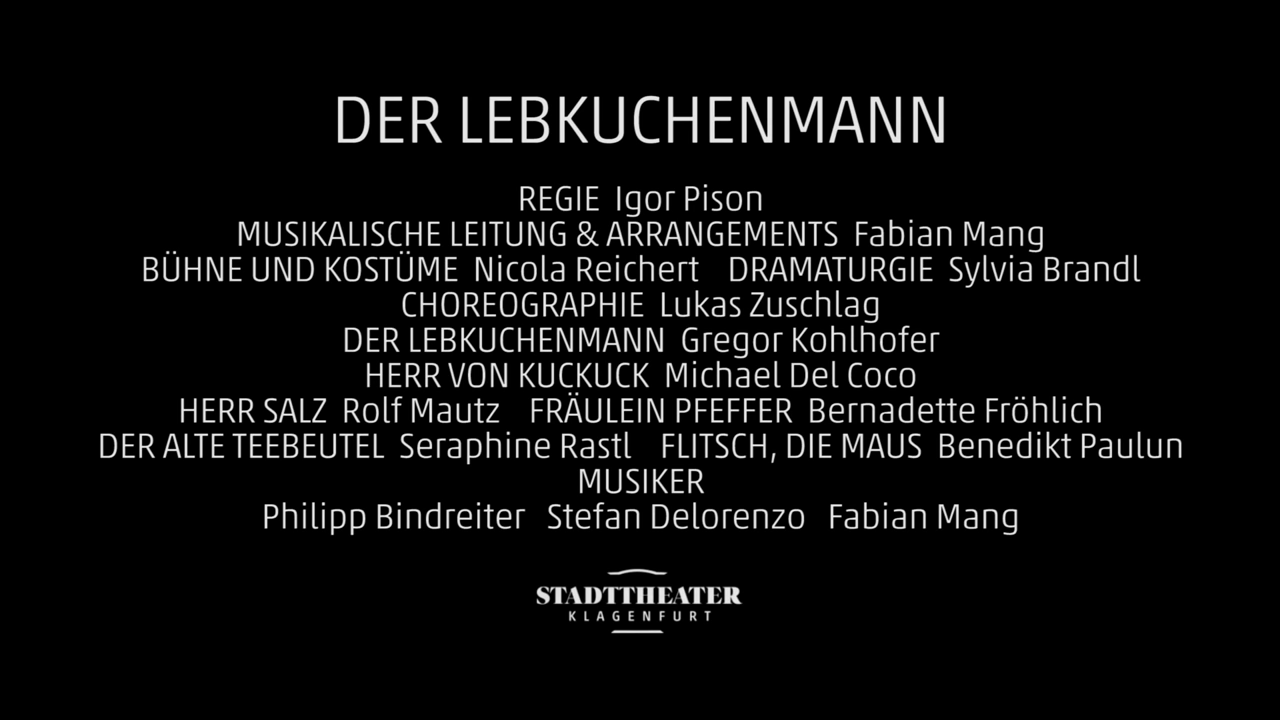 DER LEBKUCHENMANN
REGIE Igor Pison
MUSIKALISCHE LEITUNG & ARRANGEMENTS Fabian Mang
BÜHNE UND KOSTÜME Nicola Reichert DRAMATURGIE Sylvia Brandl
CHOREOGRAPHIE Lukas Zuschlag
DER LEBKUCHENMANN Gregor Kohlhofer
HERR VON KUCKUCK Michael Del Coco
HERR SALZ Rolf Mautz FRÄULEIN PFEFFER Bernadette Fröhlich
DER ALTE TEEBEUTEL Seraphine Rastl FLITSCH, DIE MAUS Benedikt Paulun
MUSIKER
Philipp Bindreiter Stefan Delorenzo Fabian Mang
STADTTHEATER
KLAGENFURT